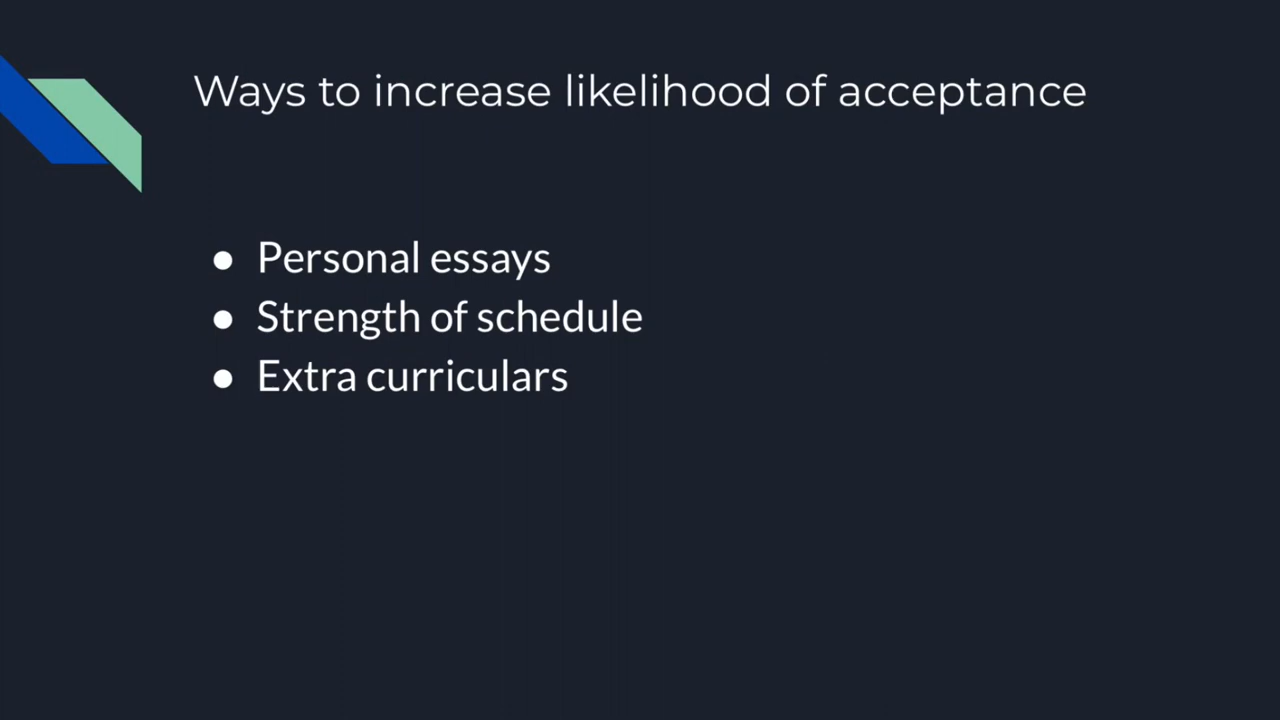 Ways to increase likelihood of acceptance
● Personal essays
● Strength of schedule
● Extra curriculars